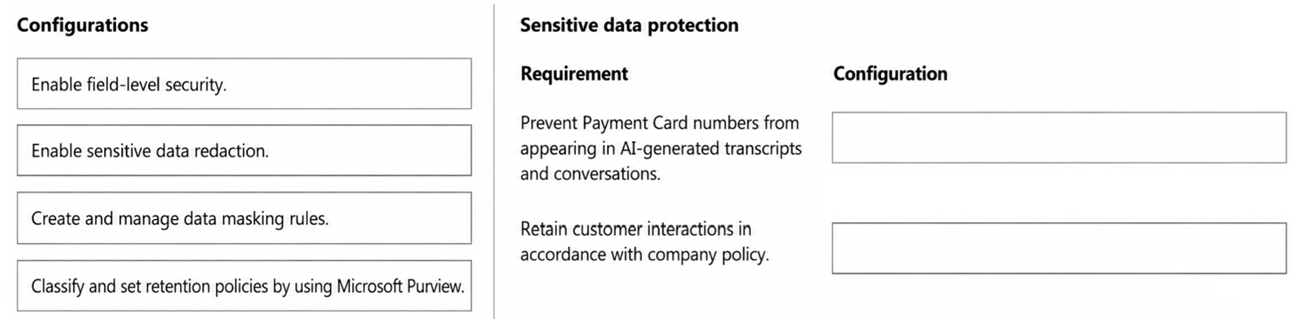 Configurations
Enable field-level security.
Enable sensitive data redaction.
Create and manage data masking rules.
Classify and set retention policies by using Microsoft Purview.
Sensitive data protection
Requirement
Configuration
Prevent Payment Card numbers from
appearing in AI-generated transcripts
and conversations.
Retain customer interactions in
accordance with company policy.